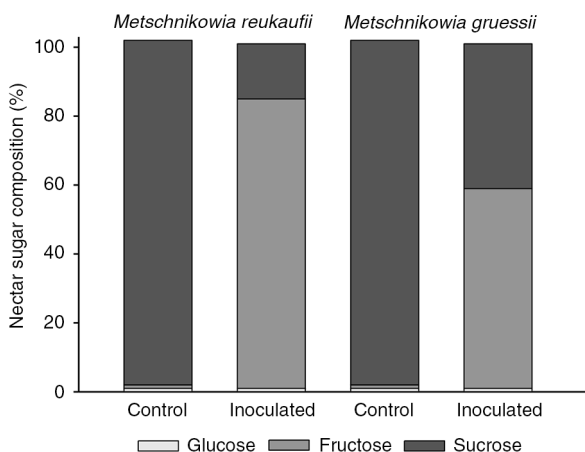 Metschnikowia reukaufii Metschnikowia gruessii
Nectar sugar composition (%)
100
80
60
40
20
0
Control Inoculated Control Inoculated
Glucose Fructose Sucrose